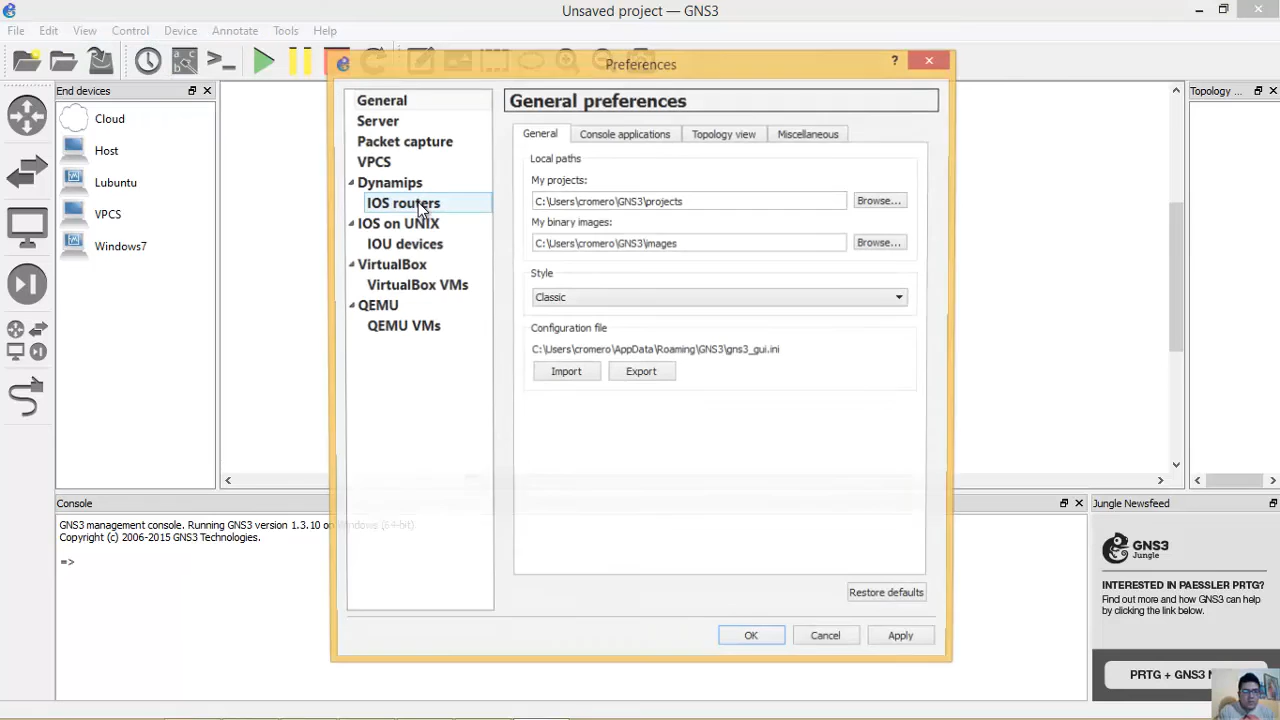 Unsaved project — GNS3
File Edit View Control Device Annotate Tools Help
Preferences
End devices
Cloud
Host
Lubuntu
VPCS
Windows7
General
Server
Packet capture
VPCS
Dynamips
IOS routers
IOS on UNIX
IOU devices
VirtualBox
VirtualBox VMs
QEMU
QEMU VMs
General preferences
General Console applications Topology view Miscellaneous
Local paths
My projects:
C:\Users\cromero\GNS3\projects Browse...
My binary images:
C:\Users\cromero\GNS3\images Browse...
Style
Classic
Configuration file
C:\Users\cromero\AppData\Roaming\GNS3\gns3_gui.ini
Import Export
Restore defaults
OK Cancel Apply
Topology ...
Console
GNS3 management console. Running GNS3 version 1.3.10 on Windows (64-bit)
Copyright (c) 2006-2015 GNS3 Technologies.
=>
Jungle Newsfeed
GNS3
Jungle
INTERESTED IN PAESSLER PRTG?
Find out more and how GNS3 can help
by clicking the link below.
PRTG + GNS3